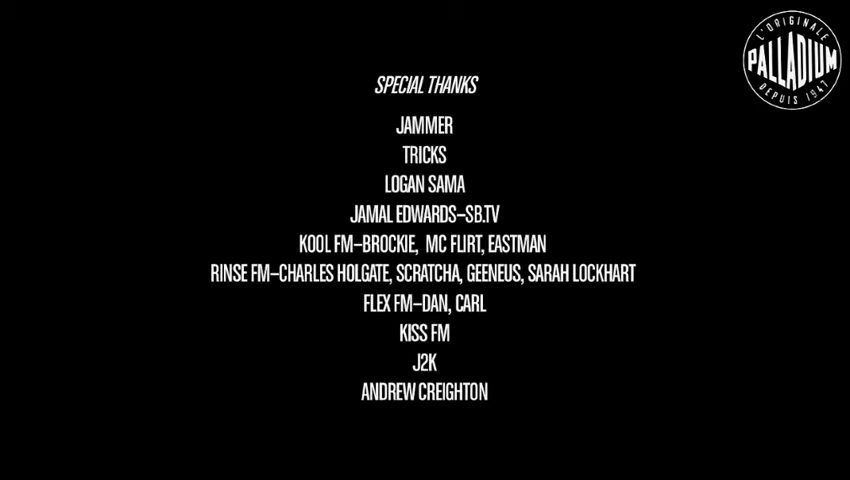 L'ORIGINALE
PALLADIUM
DEPUIS 1947
SPECIAL THANKS
JAMMER
TRICKS
LOGAN SAMA
JAMAL EDWARDS–SB.TV
KOOL FM–BROCKIE, MC FLIRT, EASTMAN
RINSE FM–CHARLES HOLGATE, SCRATCHA, GEENEUS, SARAH LOCKHART
FLEX FM–DAN, CARL
KISS FM
J2K
ANDREW CREIGHTON